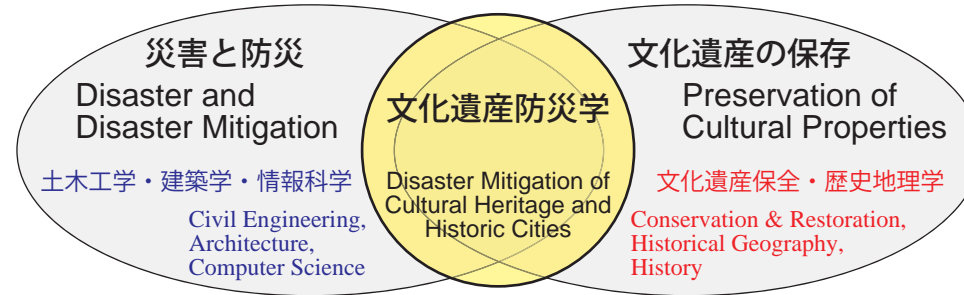 災害と防災
Disaster and
Disaster Mitigation
土木工学・建築学・情報科学
Civil Engineering,
Architecture,
Computer Science
文化遺産防災学
Disaster Mitigation of
Cultural Heritage and
Historic Cities
文化遺産の保存
Preservation of
Cultural Properties
文化遺産保全・歴史地理学
Conservation & Restoration,
Historical Geography,
History